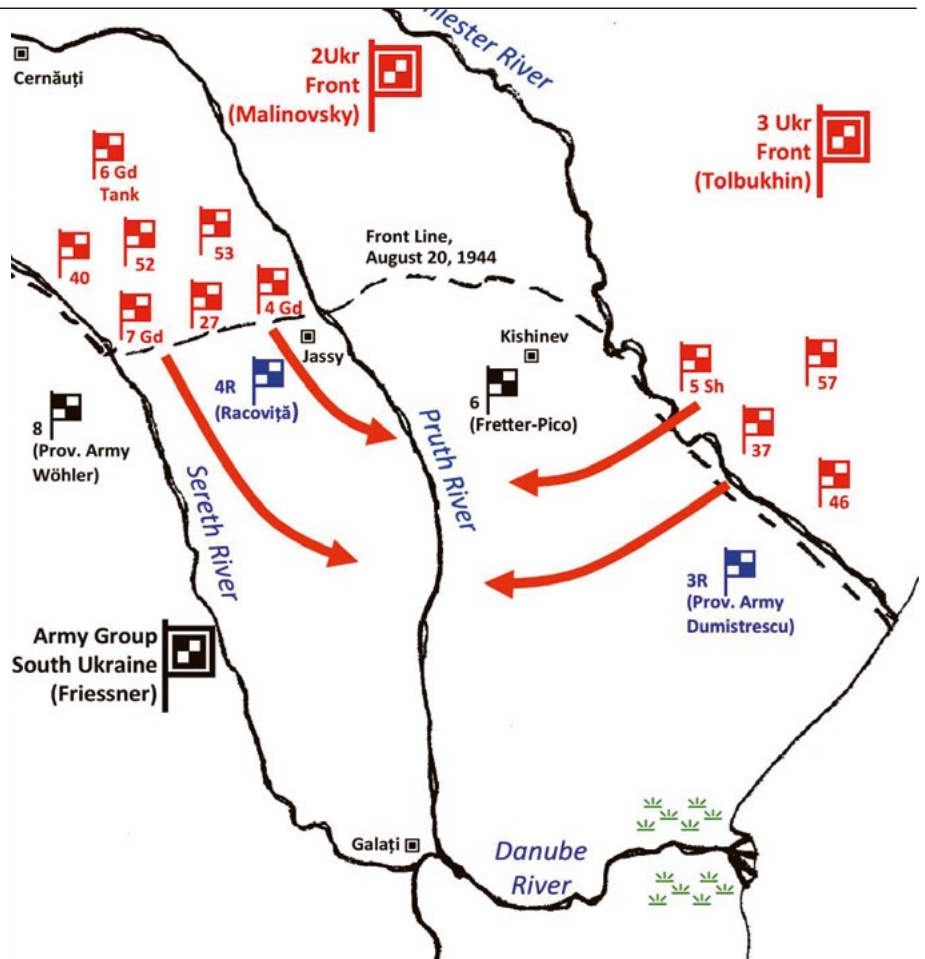 Cernăuți
2Ukr
Front
(Malinovsky)
niester River
3 Ukr
Front
(Tolbukhin)
6 Gd
Tank
40
52
53
Front Line,
August 20, 1944
7 Gd
27
4 Gd
Jassy
Kishinev
5 Sh
57
4R
(Racoviță)
8
(Prov. Army
Wöhler)
6
(Fretter-Pico)
37
46
Sereth River
Pruth River
3R
(Prov. Army
Dumistrescu)
Army Group
South Ukraine
(Friessner)
Galați
Danube
River